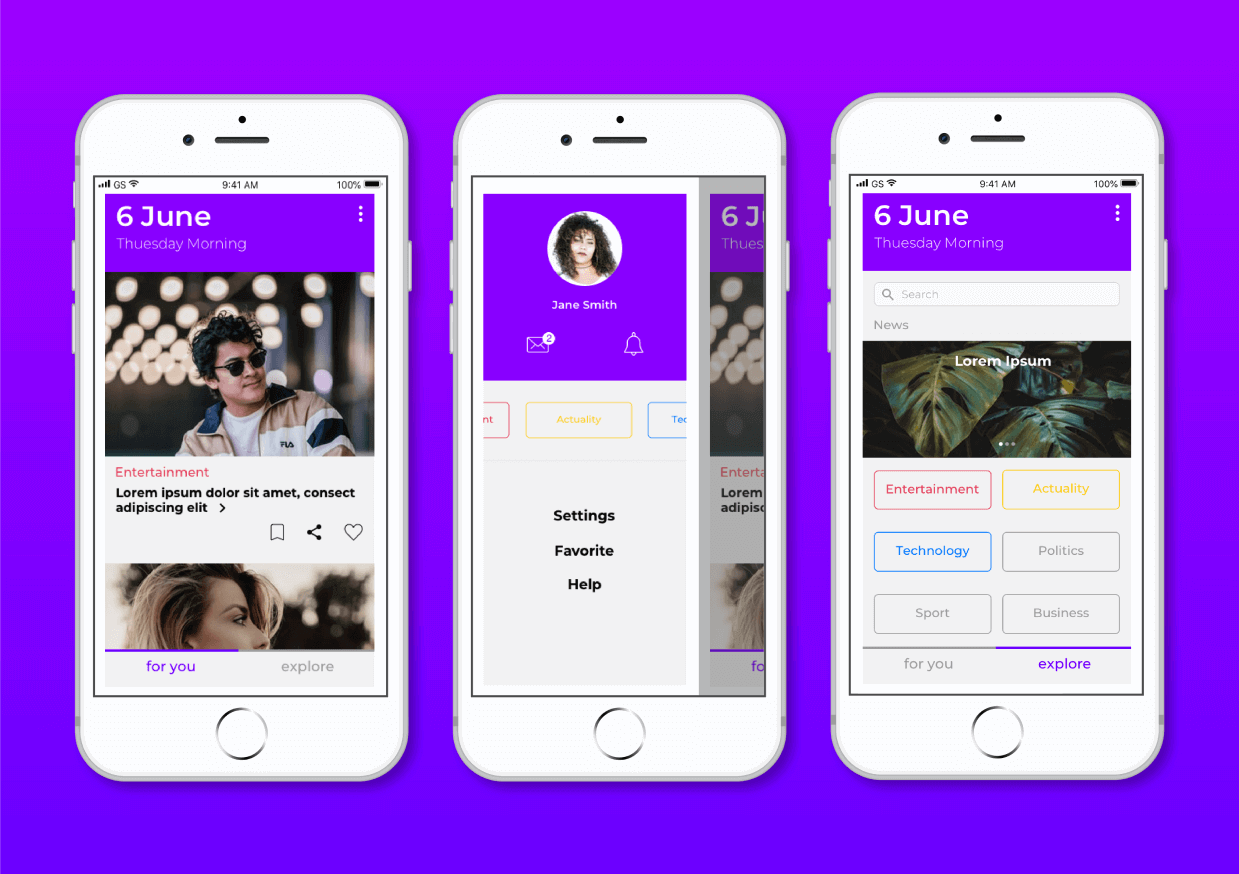 GS 9:41 AM 100%
6 June
Thuesday Morning
FILA
Entertainment
Lorem ipsum dolor sit amet, consect
adipiscing elit
for you explore
Jane Smith
2
nt Actuality Tec
Settings
Favorite
Help
6 Ju
Thues
Enterta
Lorem
adipisc
fo
GS 9:41 AM 100%
6 June
Thuesday Morning
Search
News
Lorem Ipsum
Entertainment Actuality
Technology Politics
Sport Business
for you explore